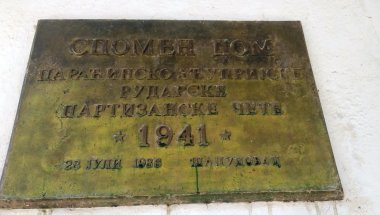 СПОМЕН ДОМ
ПАРАЋИНСКО-ЋУПРИЈСКЕ
РУДАРСКЕ
ПАРТИЗАНСКЕ ЧЕТЕ
★ 1941 ★
28 ЈУЛИ